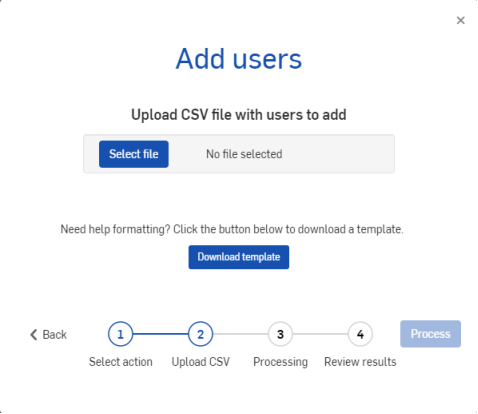 ×
Add users
Upload CSV file with users to add
Select file No file selected
Need help formatting? Click the button below to download a template.
Download template
Back 1 2 3 4 Process
Select action Upload CSV Processing Review results